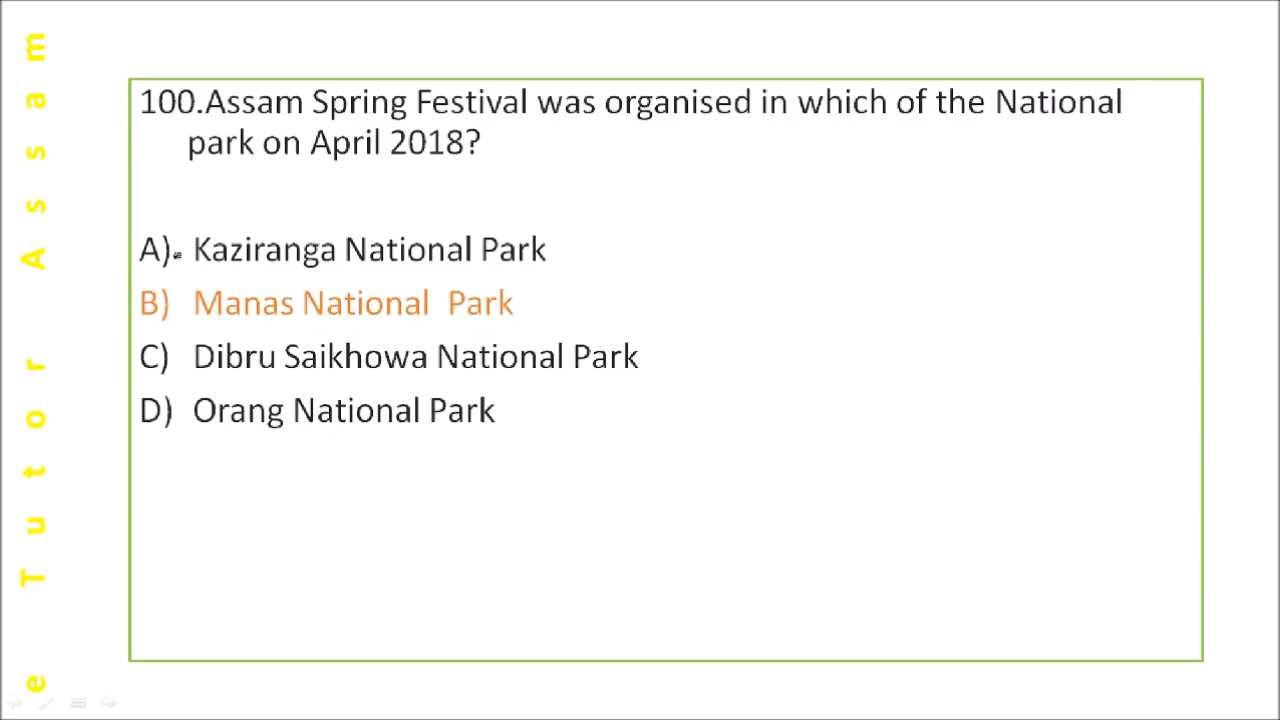 100.Assam Spring Festival was organised in which of the National
park on April 2018?
A) Kaziranga National Park
B) Manas National Park
C) Dibru Saikhowa National Park
D) Orang National Park
e Tutor Assam